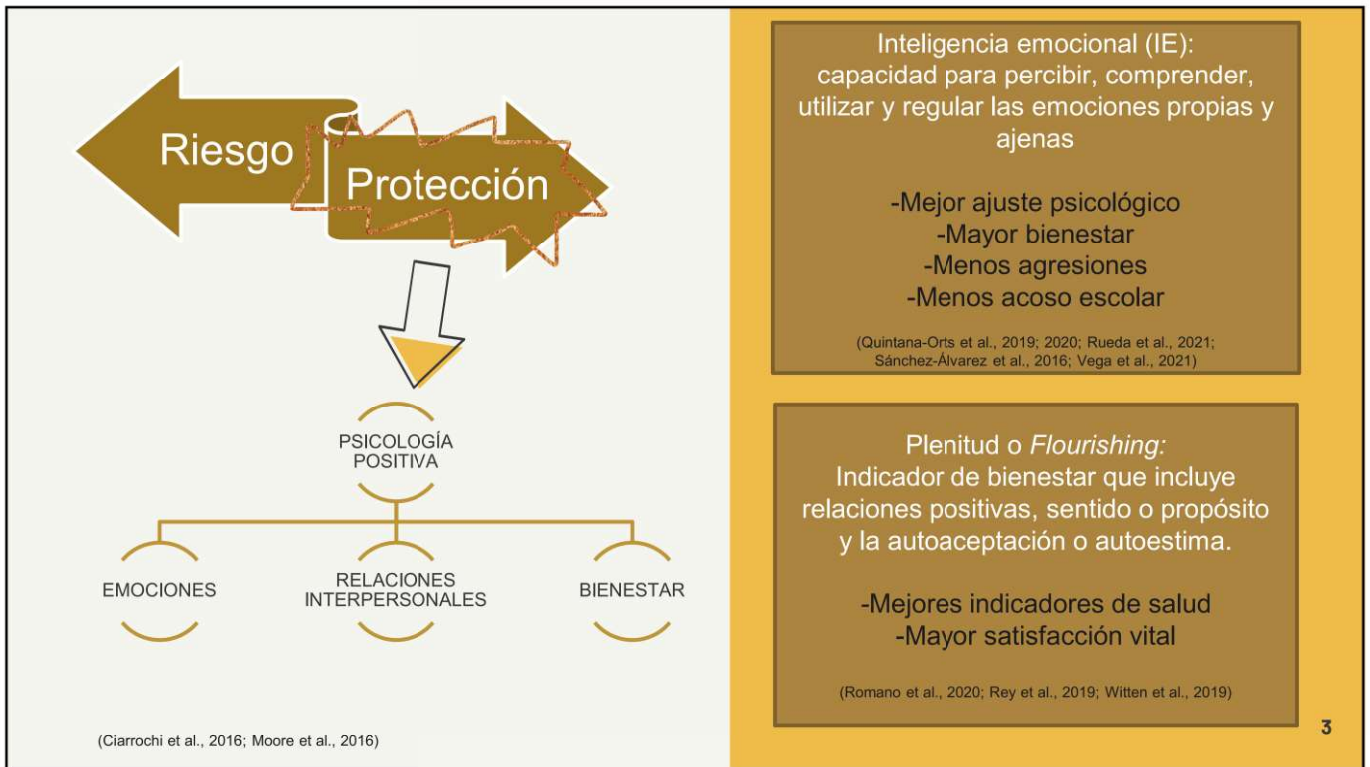 Riesgo
Protección
PSICOLOGÍA
POSITIVA
EMOCIONES
RELACIONES
INTERPERSONALES
BIENESTAR
(Ciarrochi et al., 2016; Moore et al., 2016)
Inteligencia emocional (IE):
capacidad para percibir, comprender,
utilizar y regular las emociones propias y
ajenas
-Mejor ajuste psicológico
-Mayor bienestar
-Menos agresiones
-Menos acoso escolar
(Quintana-Orts et al., 2019; 2020; Rueda et al., 2021;
Sánchez-Álvarez et al., 2016; Vega et al., 2021)
Plenitud o Flourishing:
Indicador de bienestar que incluye
relaciones positivas, sentido o propósito
y la autoaceptación o autoestima.
-Mejores indicadores de salud
-Mayor satisfacción vital
(Romano et al., 2020; Rey et al., 2019; Witten et al., 2019)
3